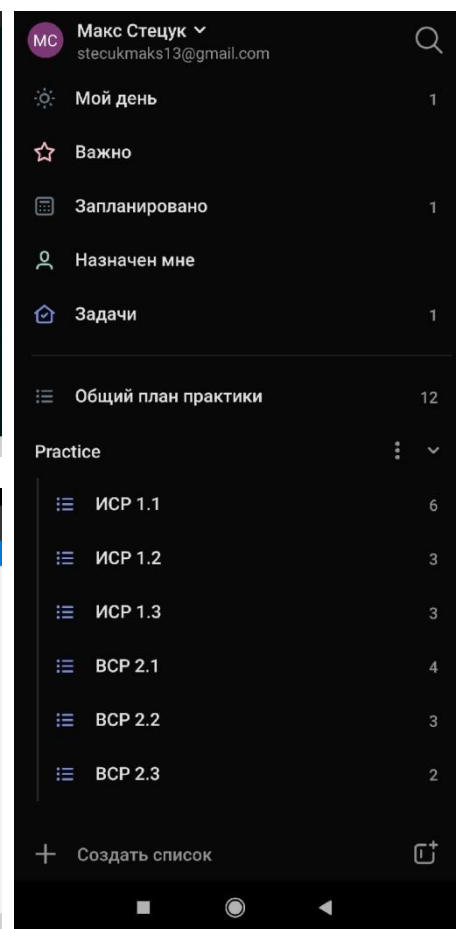 МС
Макс Стецук
stecukmaks13@gmail.com
Мой день 1
Важно
Запланировано 1
Назначен мне
Задачи 1
Общий план практики 12
Practice
ИСР 1.1 6
ИСР 1.2 3
ИСР 1.3 3
ВСР 2.1 4
ВСР 2.2 3
ВСР 2.3 2
Создать список